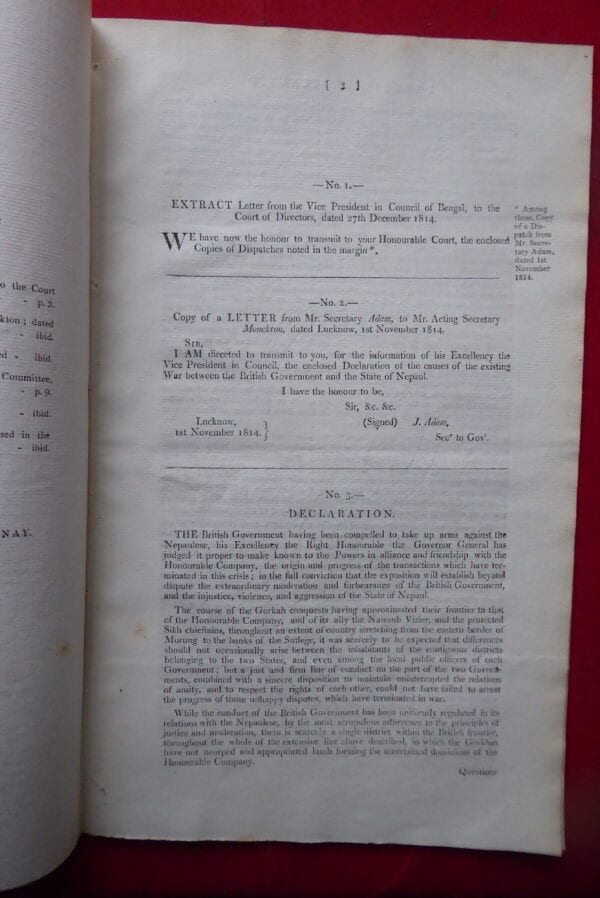 o the Court
- - p. 3.
kton; dated
- ibid.
ed - ibid.
Committee,
- p. 9.
- ibid.
sed in the
- ibid.
NAY.
[ 3 ]
—No. 1.—
EXTRACT Letter from the Vice President in Council of Bengal, to the
Court of Directors, dated 27th December 1814.
WE have now the honour to transmit to your Honourable Court, the enclosed
Copies of Dispatches noted in the margin *.
* Among
these, Copy
of a Dis-
patch from
Mr. Secre-
tary Adam,
dated 1st
November
1814.
—No. 2.—
Copy of a LETTER from Mr. Secretary Adam, to Mr. Acting Secretary
Monckton, dated Lucknow, 1st November 1814.
SIR,
I AM directed to transmit to you, for the information of his Excellency the
Vice President in Council, the enclosed Declaration of the causes of the existing
War between the British Government and the State of Nepaul.
I have the honour to be,
Sir, &c. &c.
Lucknow,
1st November 1814. }
(Signed) J. Adam,
Secr to Govt.
No. 3.—
DECLARATION.
THE British Government having been compelled to take up arms against the
Nepaulese, his Excellency the Right Honourable the Governor General has
judged it proper to make known to the Powers in alliance and friendship with the
Honourable Company, the origin and progress of the transactions which have ter-
minated in this crisis; in the full conviction that the exposition will establish beyond
dispute the extraordinary moderation and forbearance of the British Government,
and the injustice, violence, and aggression of the State of Nepaul.
The course of the Gorkah conquests having approximated their frontier to that
of the Honourable Company, and of its ally the Nawaub Vizier, and the protected
Sikh chieftains, throughout an extent of country stretching from the eastern border of
Morung to the banks of the Sutlege, it was scarcely to be expected that differences
should not occasionally arise between the inhabitants of the contiguous districts
belonging to the two States, and even among the local public officers of each
Government; but a just and firm line of conduct on the part of the two Govern-
ments, combined with a sincere disposition to maintain uninterrupted the relations
of amity, and to respect the rights of each other, could not have failed to arrest
the progress of those unhappy disputes, which have terminated in war.
While the conduct of the British Government has been uniformly regulated in its
relations with the Nepaulese, by the most scrupulous adherence to the principles of
justice and moderation, there is scarcely a single district within the British frontier,
throughout the whole of the extensive line above described, in which the Gorkhas
have not usurped and appropriated lands forming the ascertained dominions of the
Honourable Company.
Questions